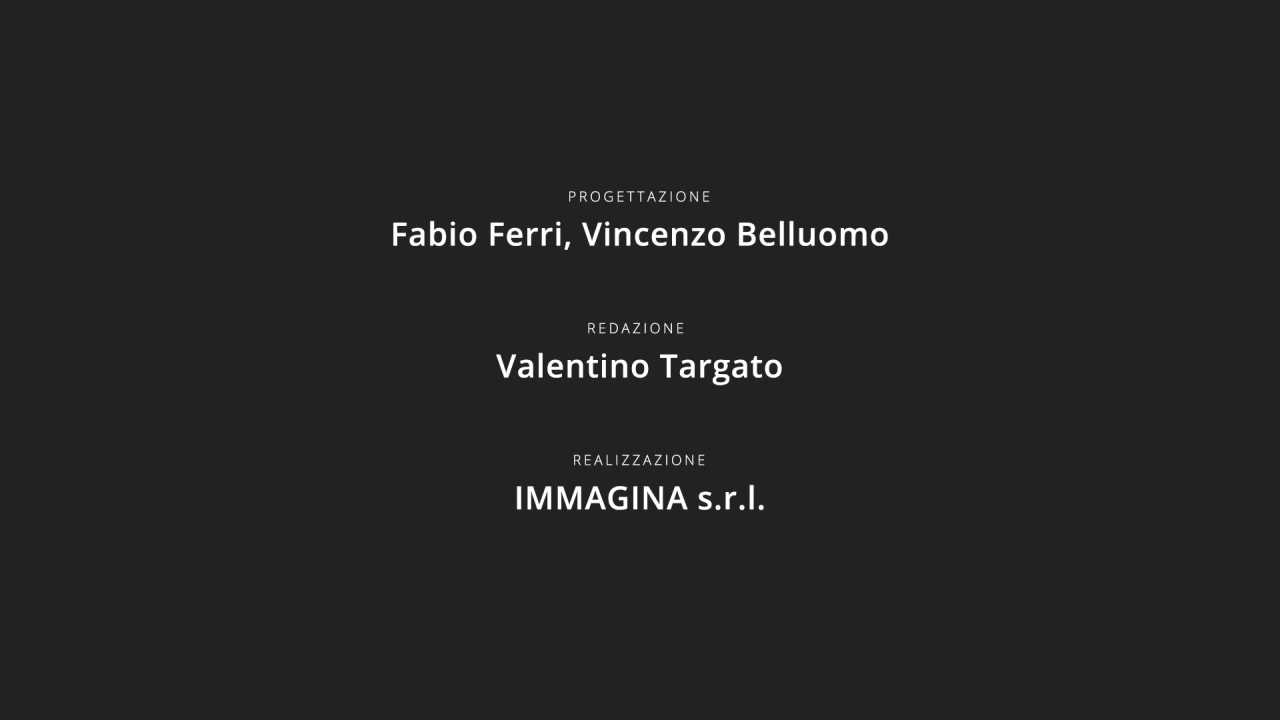 PROGETTAZIONE
Fabio Ferri, Vincenzo Belluomo
REDAZIONE
Valentino Targato
REALIZZAZIONE
IMMAGINA s.r.l.